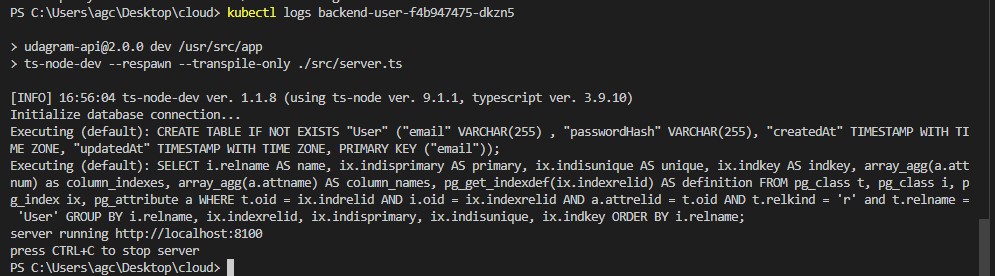 PS C:\Users\agc\Desktop\cloud> kubectl logs backend-user-f4b947475-dkzn5
> udagram-api@2.0.0 dev /usr/src/app
> ts-node-dev --respawn --transpile-only ./src/server.ts
[INFO] 16:56:04 ts-node-dev ver. 1.1.8 (using ts-node ver. 9.1.1, typescript ver. 3.9.10)
Initialize database connection...
Executing (default): CREATE TABLE IF NOT EXISTS "User" ("email" VARCHAR(255) , "passwordHash" VARCHAR(255), "createdAt" TIMESTAMP WITH TI
ME ZONE, "updatedAt" TIMESTAMP WITH TIME ZONE, PRIMARY KEY ("email"));
Executing (default): SELECT i.relname AS name, ix.indisprimary AS primary, ix.indisunique AS unique, ix.indkey AS indkey, array_agg(a.att
num) as column_indexes, array_agg(a.attname) AS column_names, pg_get_indexdef(ix.indexrelid) AS definition FROM pg_class t, pg_class i, p
g_index ix, pg_attribute a WHERE t.oid = ix.indrelid AND i.oid = ix.indexrelid AND a.attrelid = t.oid AND t.relkind = 'r' and t.relname =
'User' GROUP BY i.relname, ix.indexrelid, ix.indisprimary, ix.indisunique, ix.indkey ORDER BY i.relname;
server running http://localhost:8100
press CTRL+C to stop server
PS C:\Users\agc\Desktop\cloud>